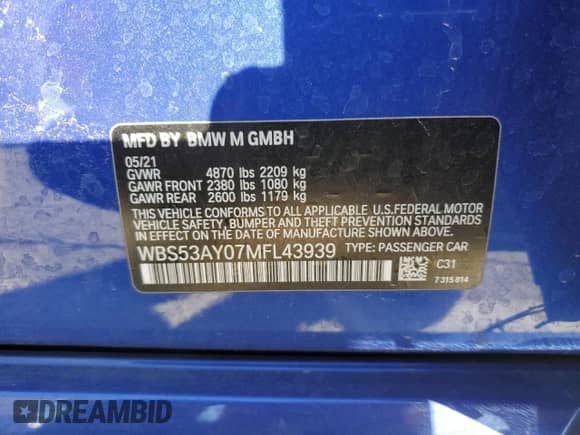 MFD BY BMW M GMBH
05/21
GVWR 4870 lbs 2209 kg
GAWR FRONT 2380 lbs 1080 kg
GAWR REAR 2600 lbs 1179 kg
THIS VEHICLE CONFORMS TO ALL APPLICABLE U.S.FEDERAL MOTOR
VEHICLE SAFETY, BUMPER, AND THEFT PREVENTION STANDARDS
IN EFFECT ON THE DATE OF MANUFACTURE SHOWN ABOVE.
WBS53AY07MFL43939 TYPE: PASSENGER CAR
C31
7 315 814
DREAMBID